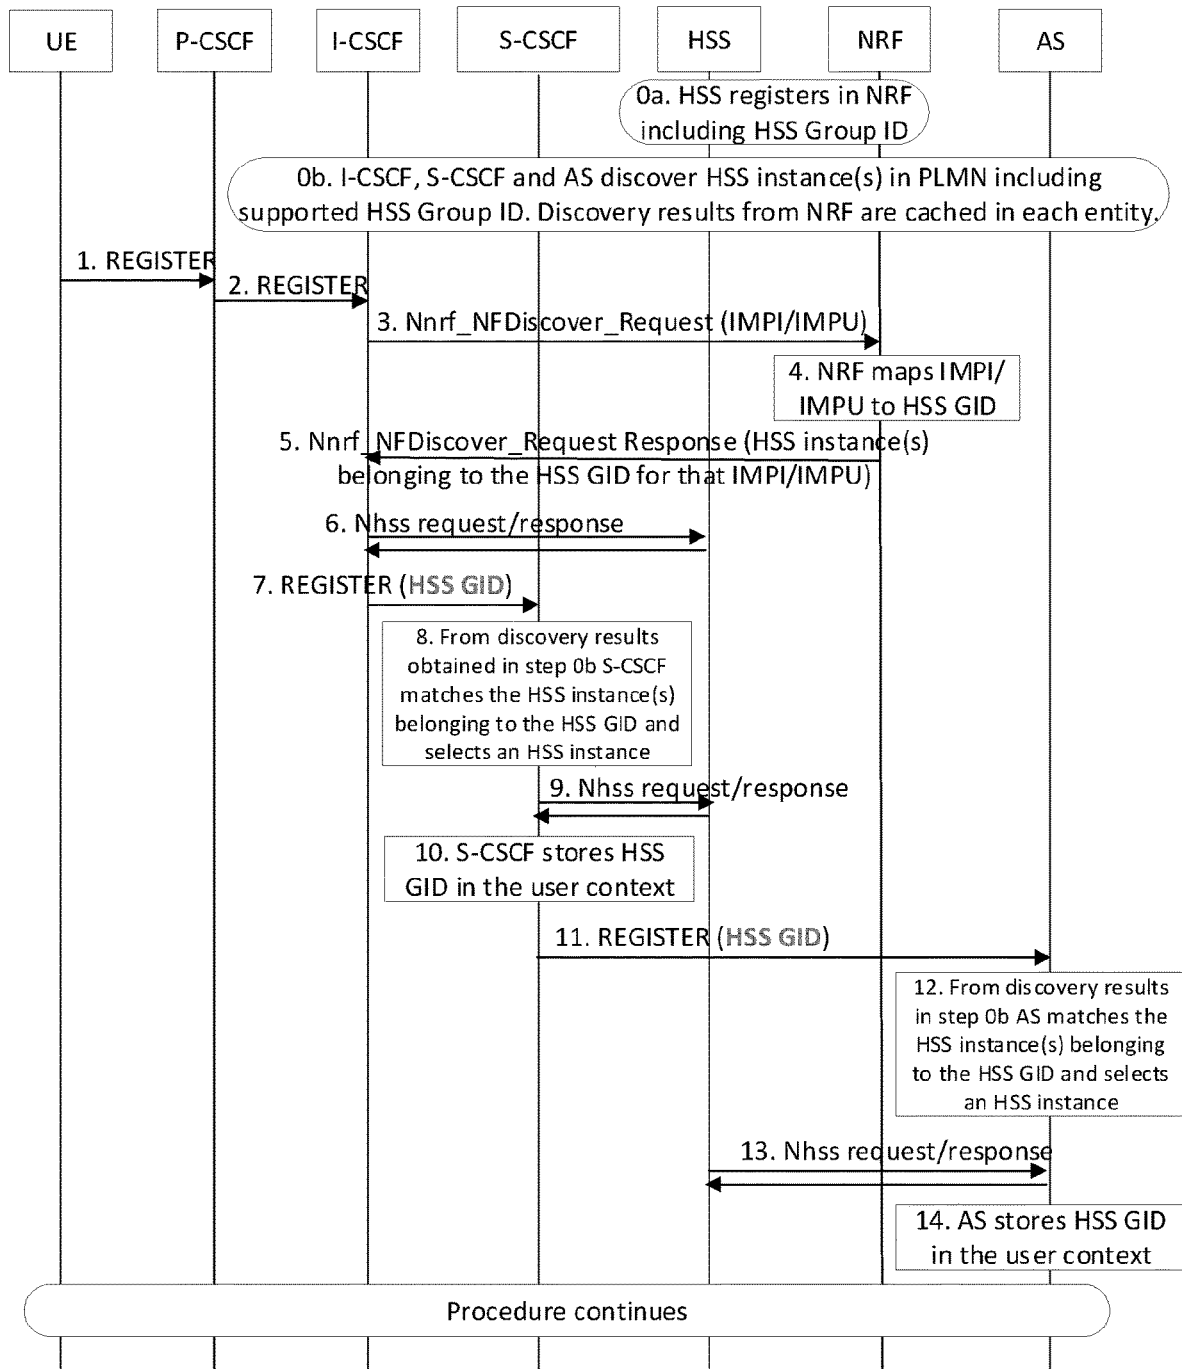 UE
P-CSCF
I-CSCF
S-CSCF
HSS
NRF
AS
0a. HSS registers in NRF
including HSS Group ID
0b. I-CSCF, S-CSCF and AS discover HSS instance(s) in PLMN including
supported HSS Group ID. Discovery results from NRF are cached in each entity.
1. REGISTER
2. REGISTER
3. Nnrf_NFDiscover_Request (IMPI/IMPU)
4. NRF maps IMPI/
IMPU to HSS GID
5. Nnrf_NFDiscover_Request Response (HSS instance(s)
belonging to the HSS GID for that IMPI/IMPU)
6. Nhss request/response
7. REGISTER (HSS GID)
8. From discovery results
obtained in step 0b S-CSCF
matches the HSS instance(s)
belonging to the HSS GID and
selects an HSS instance
9. Nhss request/response
10. S-CSCF stores HSS
GID in the user context
11. REGISTER (HSS GID)
12. From discovery results
in step 0b AS matches the
HSS instance(s) belonging
to the HSS GID and selects
an HSS instance
13. Nhss request/response
14. AS stores HSS GID
in the user context
Procedure continues